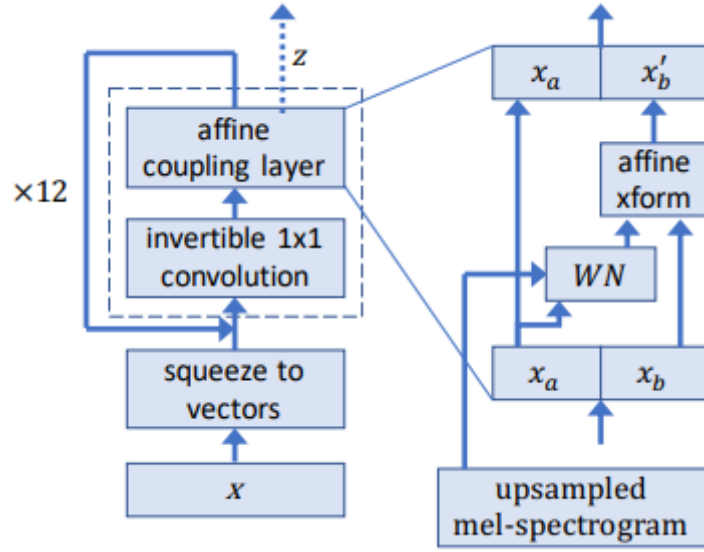 z
affine
coupling layer
×12
invertible 1x1
convolution
squeeze to
vectors
x
x_a x_b'
affine
xform
WN
x_a x_b
upsampled
mel-spectrogram